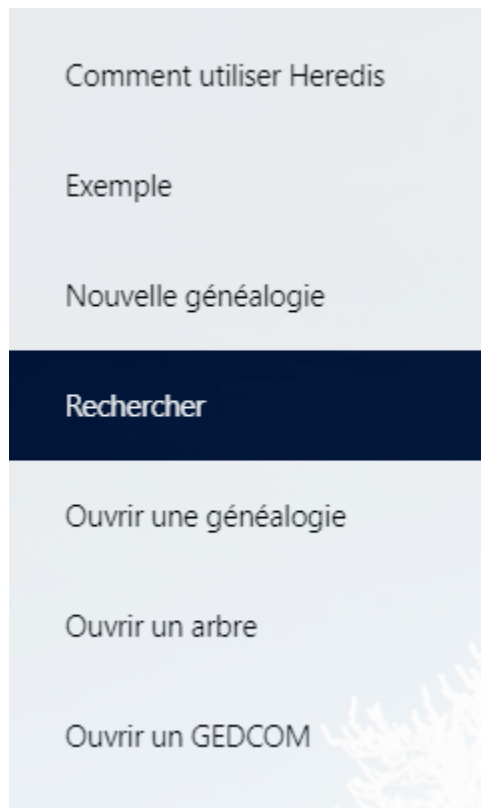 Comment utiliser Heredis
Exemple
Nouvelle généalogie
Rechercher
Ouvrir une généalogie
Ouvrir un arbre
Ouvrir un GEDCOM